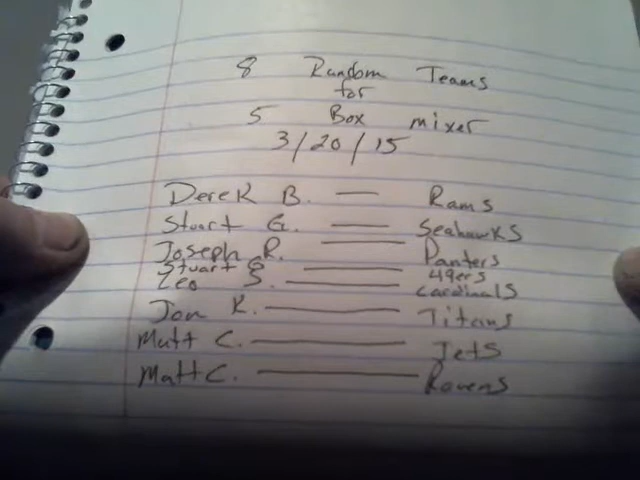 8 Random Teams
for
5 Box mixer
3/20/15
Derek B. — Rams
Stuart G. — Seahawks
Joseph R. — Panters
Stuart G — 49ers
Leo S. — Cardinals
Jon K. — Titans
Matt C. — Jets
Matt C. — Ravens